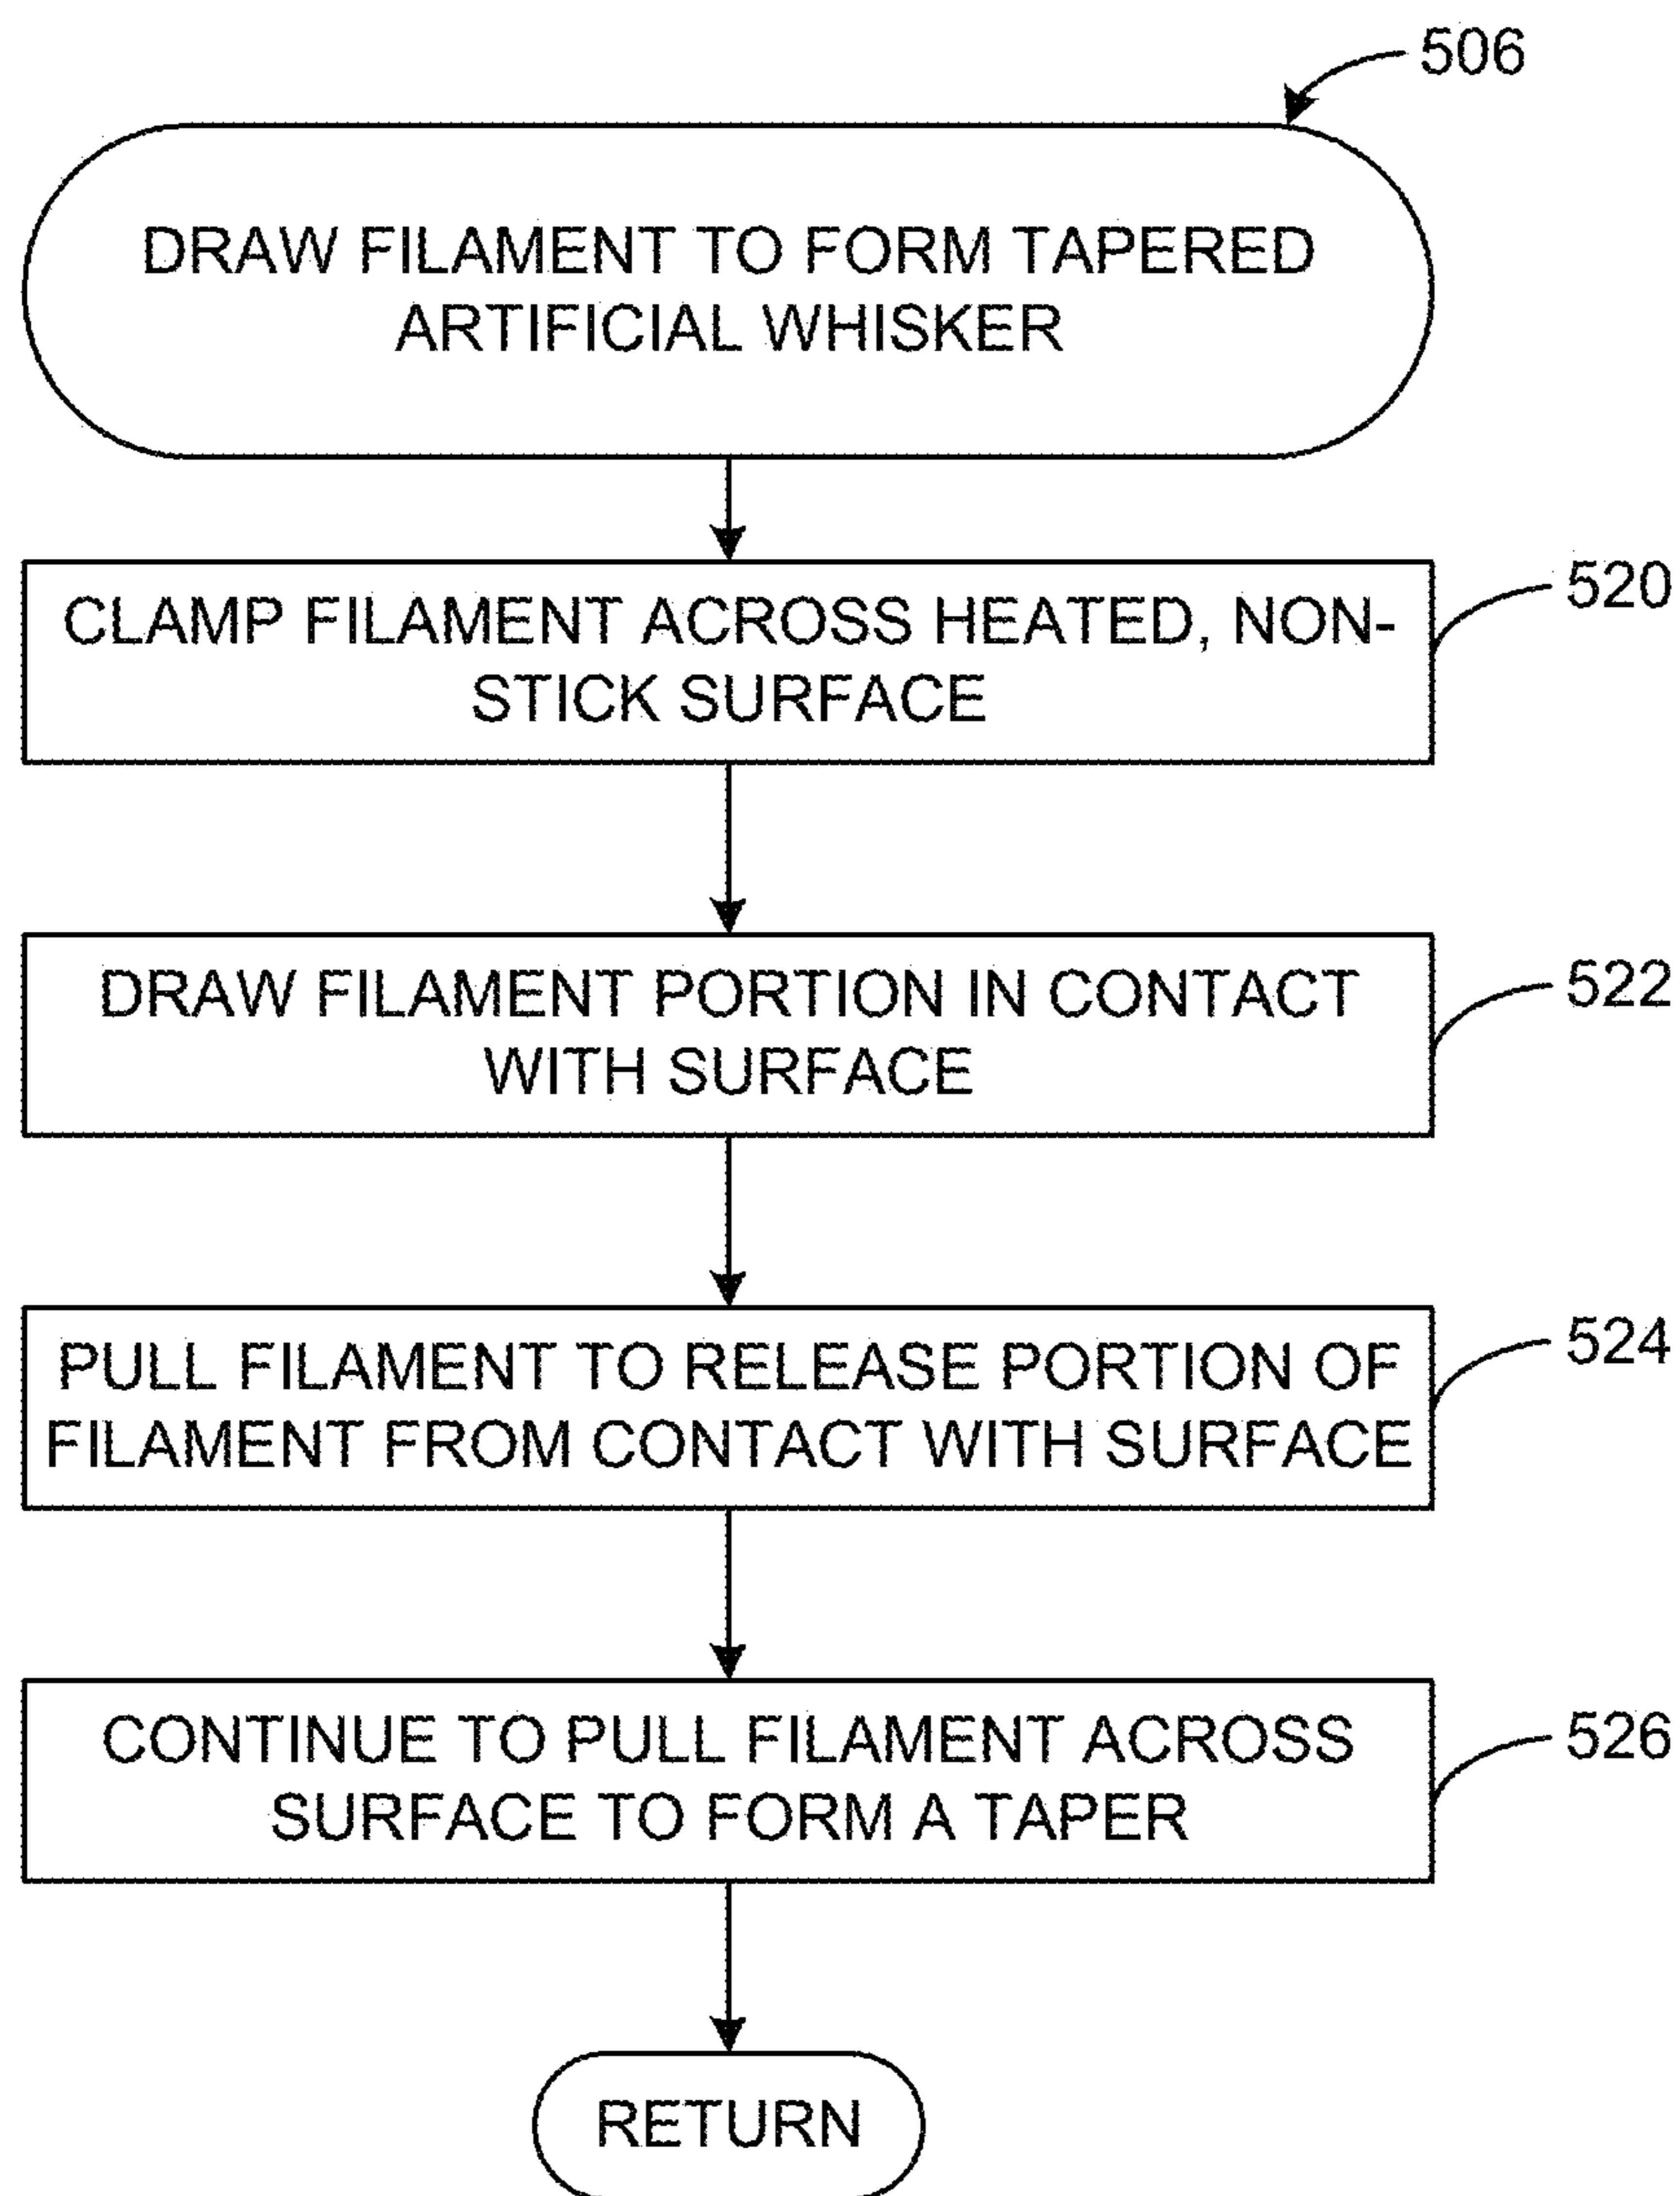 506
DRAW FILAMENT TO FORM TAPERED
ARTIFICIAL WHISKER
CLAMP FILAMENT ACROSS HEATED, NON-
STICK SURFACE
520
DRAW FILAMENT PORTION IN CONTACT
WITH SURFACE
522
PULL FILAMENT TO RELEASE PORTION OF
FILAMENT FROM CONTACT WITH SURFACE
524
CONTINUE TO PULL FILAMENT ACROSS
SURFACE TO FORM A TAPER
526
RETURN